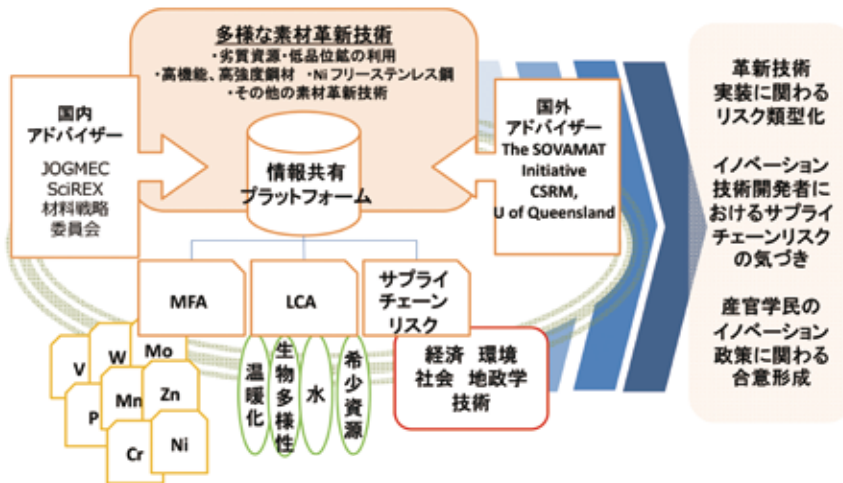 多様な素材革新技術
・劣質資源・低品位鉱の利用
・高機能、高強度鋼材　・Niフリーステンレス鋼
・その他の素材革新技術
国内
アドバイザー
JOGMEC
SciREX
材料戦略
委員会
情報共有
プラットフォーム
国外
アドバイザー
The SOVAMAT
Initiative
CSRM,
U of Queensland
MFA
LCA
サプライ
チェーン
リスク
V
W
Mo
P
Mn
Zn
Cr
Ni
温暖化
生物多様性
水
希少資源
経済　環境
社会　地政学
技術
革新技術
実装に関わる
リスク類型化
イノベーション
技術開発者に
おけるサプライ
チェーンリスク
の気づき
産官学民の
イノベーション
政策に関わる
合意形成